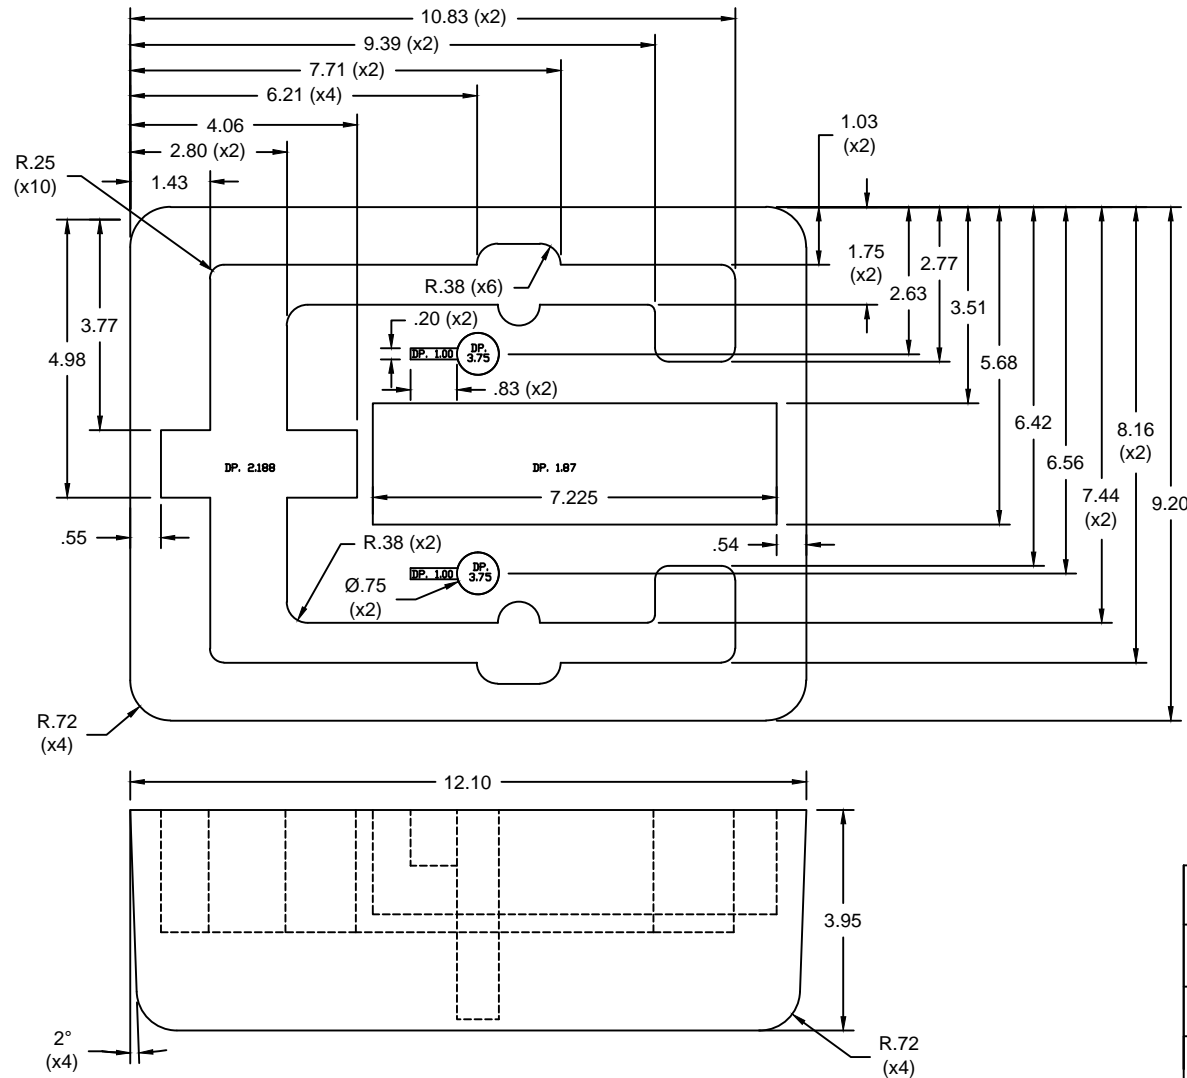 10.83 (x2)
9.39 (x2)
7.71 (x2)
6.21 (x4)
4.06
2.80 (x2)
1.43
R.25
(x10)
1.03
(x2)
1.75
(x2)
2.63
2.77
3.51
5.68
6.42
6.56
7.44
(x2)
8.16
(x2)
9.20
3.77
4.98
R.38 (x6)
.20 (x2)
DP. 1.00
DP.
3.75
.83 (x2)
DP. 2.188
DP. 1.87
7.225
.55
.54
R.38 (x2)
DP. 1.00
DP.
3.75
Ø.75
(x2)
R.72
(x4)
12.10
3.95
2°
(x4)
R.72
(x4)